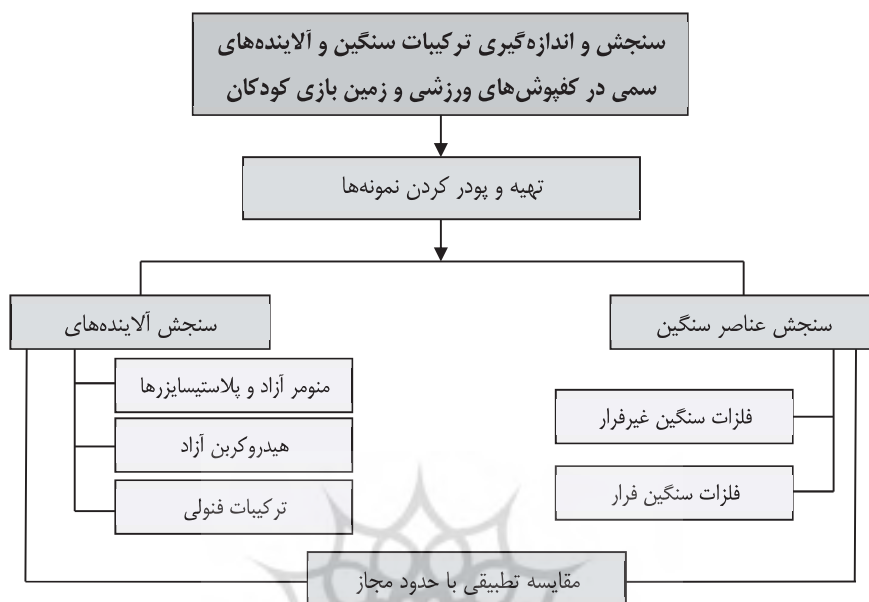 سنجش و اندازه‌گیری ترکیبات سنگین و آلاینده‌های
سمی در کفپوش‌های ورزشی و زمین بازی کودکان
تهیه و پودر کردن نمونه‌ها
سنجش عناصر سنگین
فلزات سنگین غیرفرار
فلزات سنگین فرار
سنجش آلاینده‌های
منومر آزاد و پلاستیسایزرها
هیدروکربن آزاد
ترکیبات فنولی
مقایسه تطبیقی با حدود مجاز